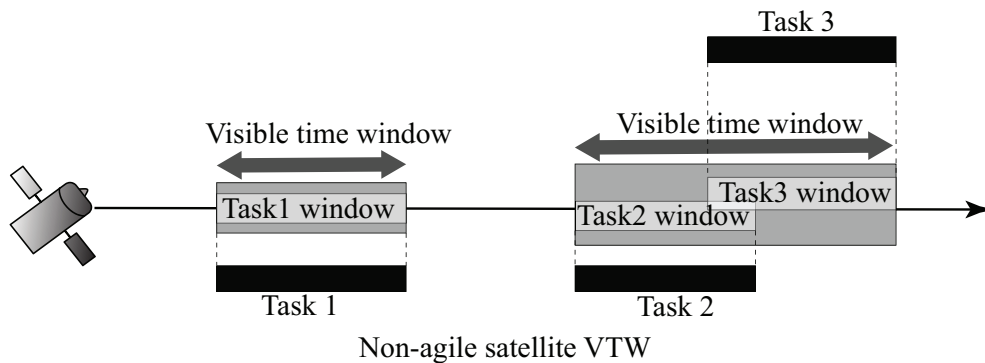 Task 3
Visible time window
Visible time window
Task1 window
Task3 window
Task2 window
Task 1
Task 2
Non-agile satellite VTW